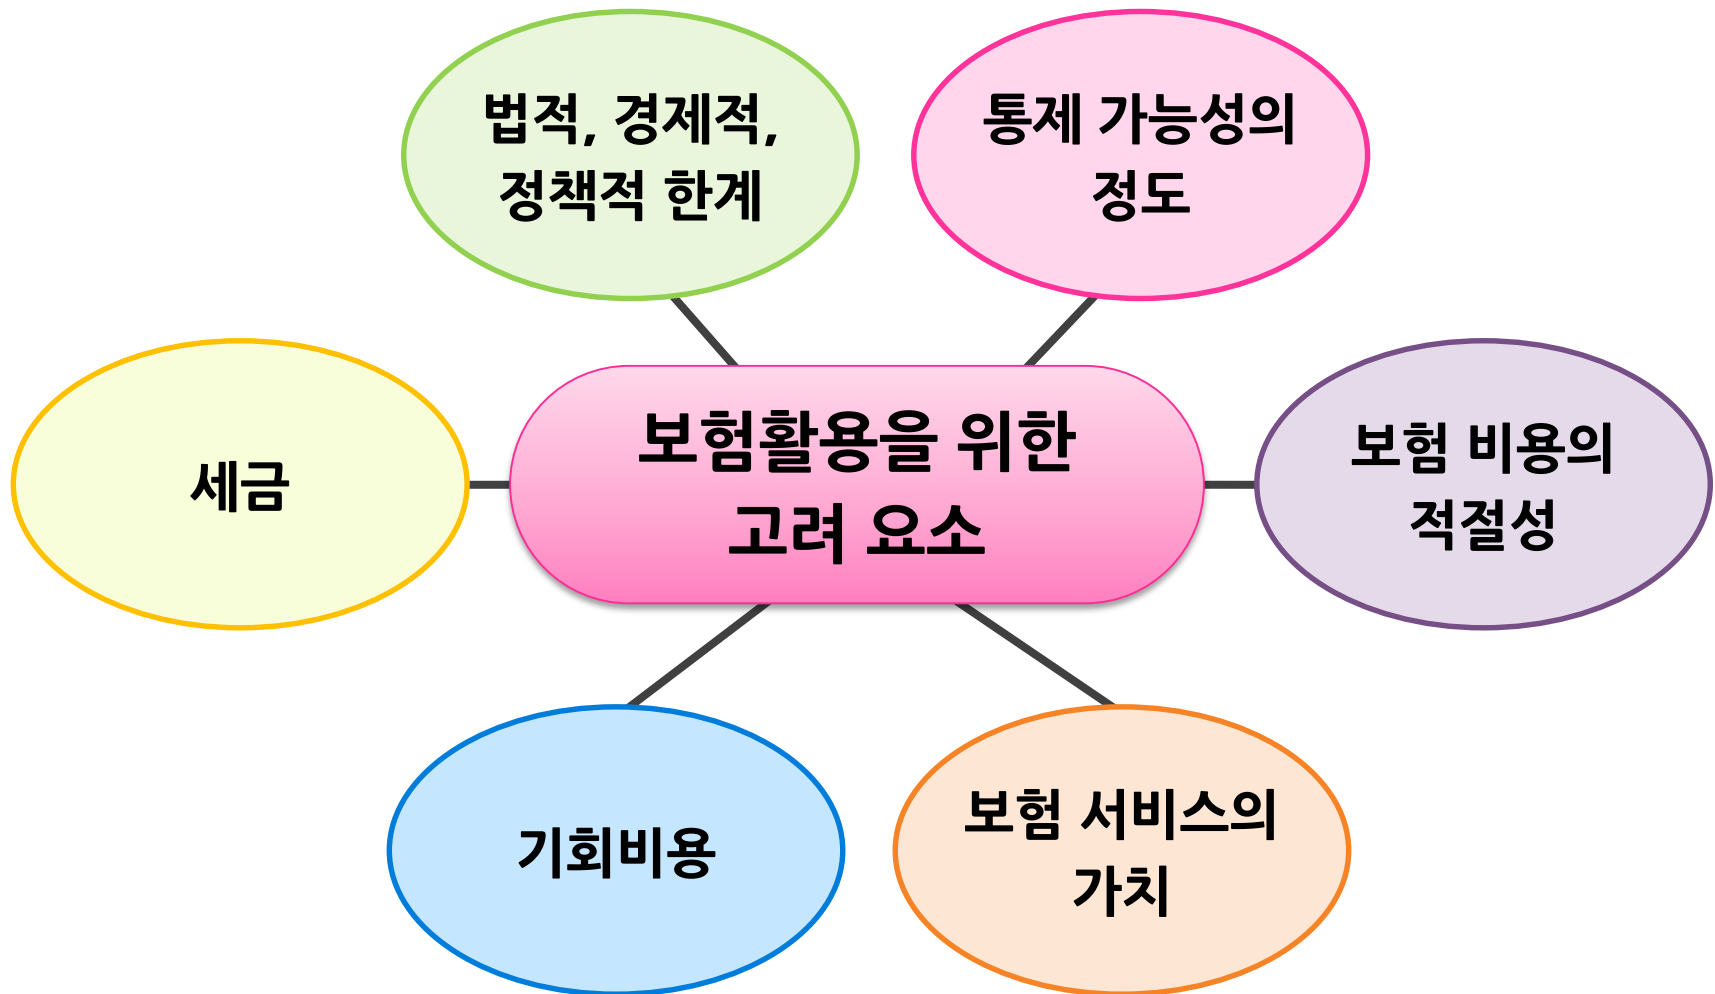 법적, 경제적,
정책적 한계
통제 가능성의
정도
세금
보험활용을 위한
고려 요소
보험 비용의
적절성
기회비용
보험 서비스의
가치